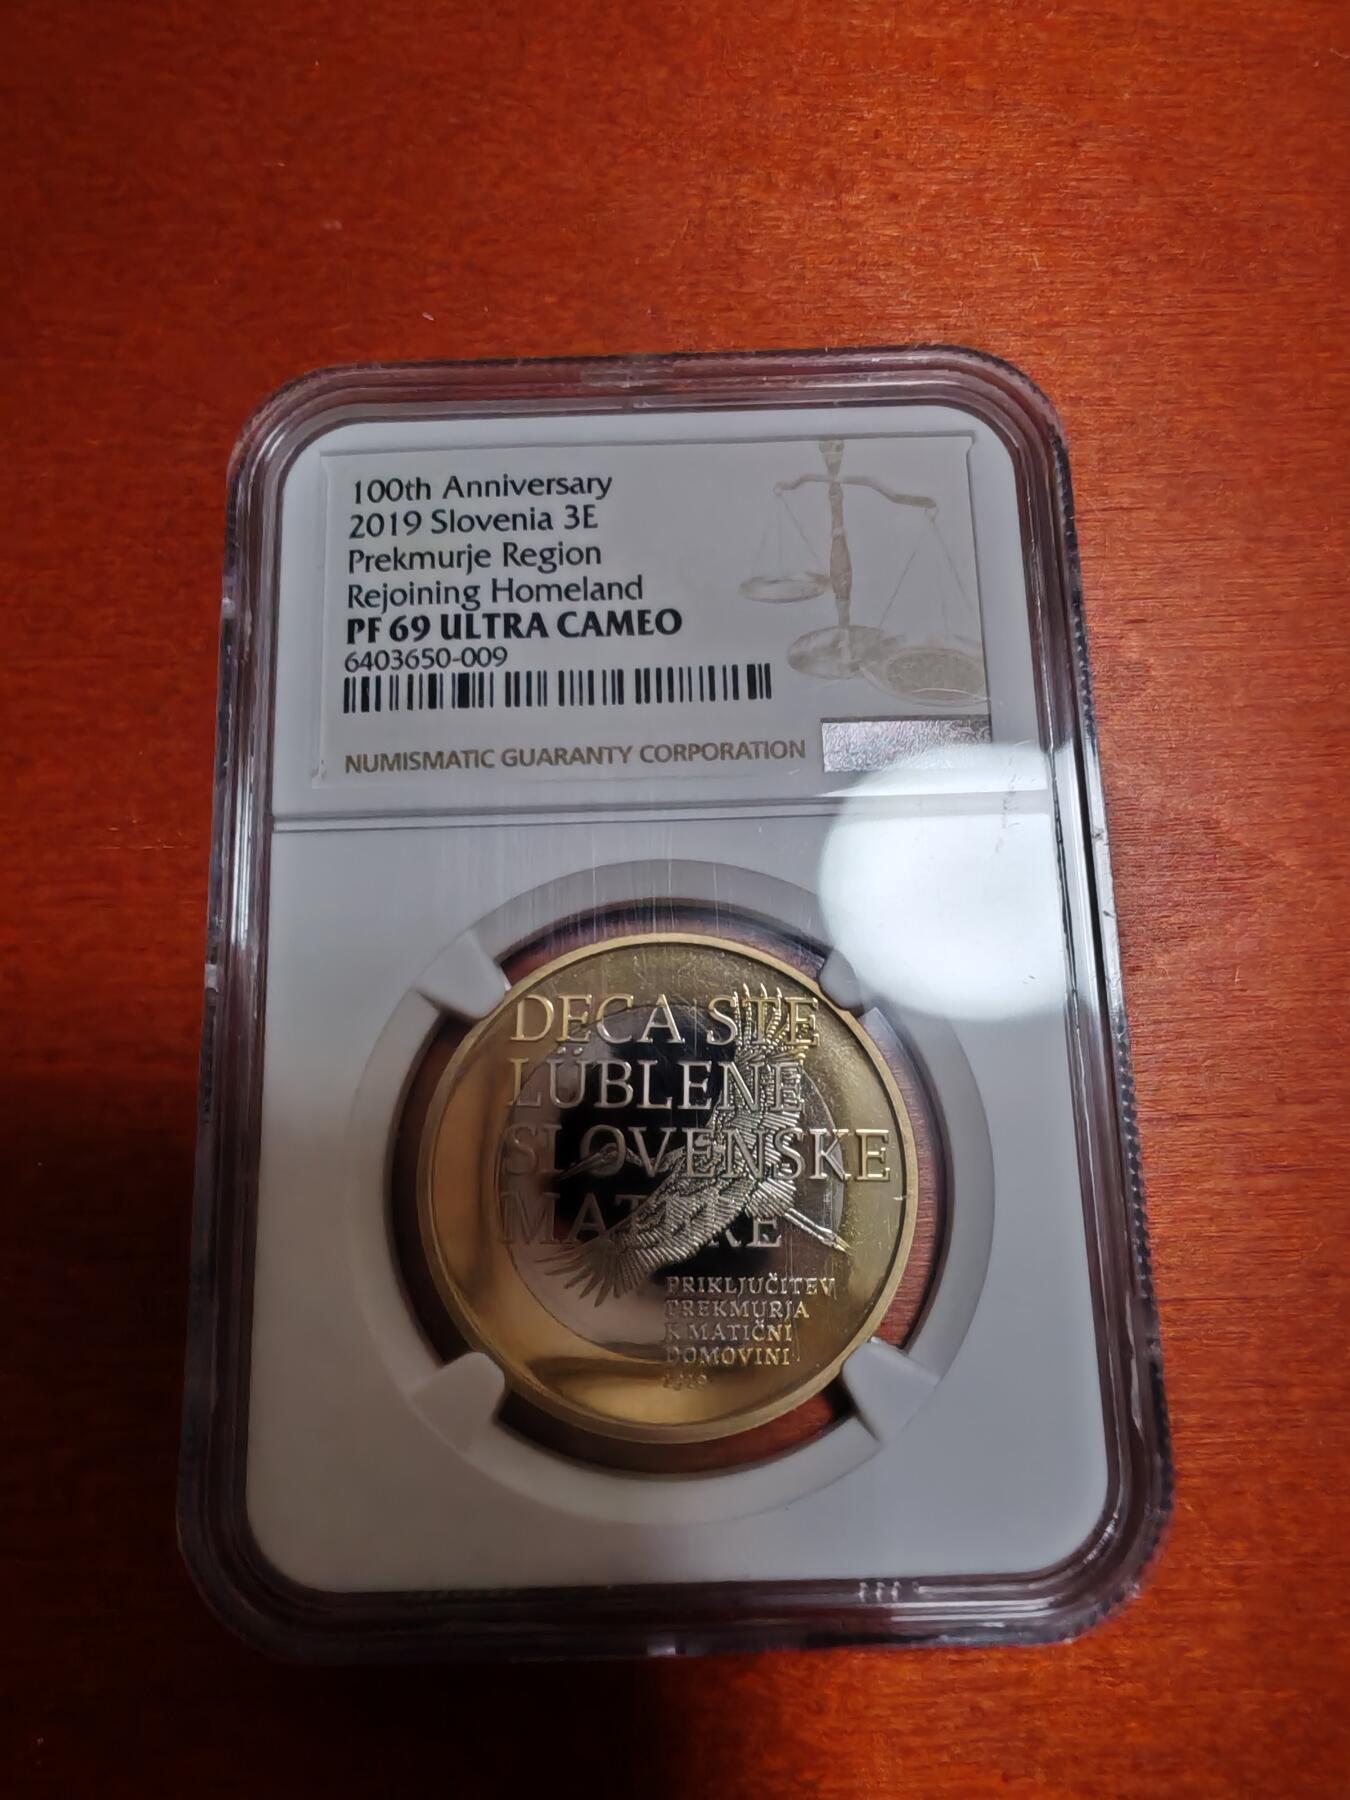 100th Anniversary
2019 Slovenia 3E
Prekmurje Region
Rejoining Homeland
PF 69 ULTRA CAMEO
6403650-009
NUMISMATIC GUARANTY CORPORATION
DECA STE
LÜBLENE
SLOVENSKE
MATERE
PRIKLJUČITEV
PREKMURJA
K MATIČNI
DOMOVINI